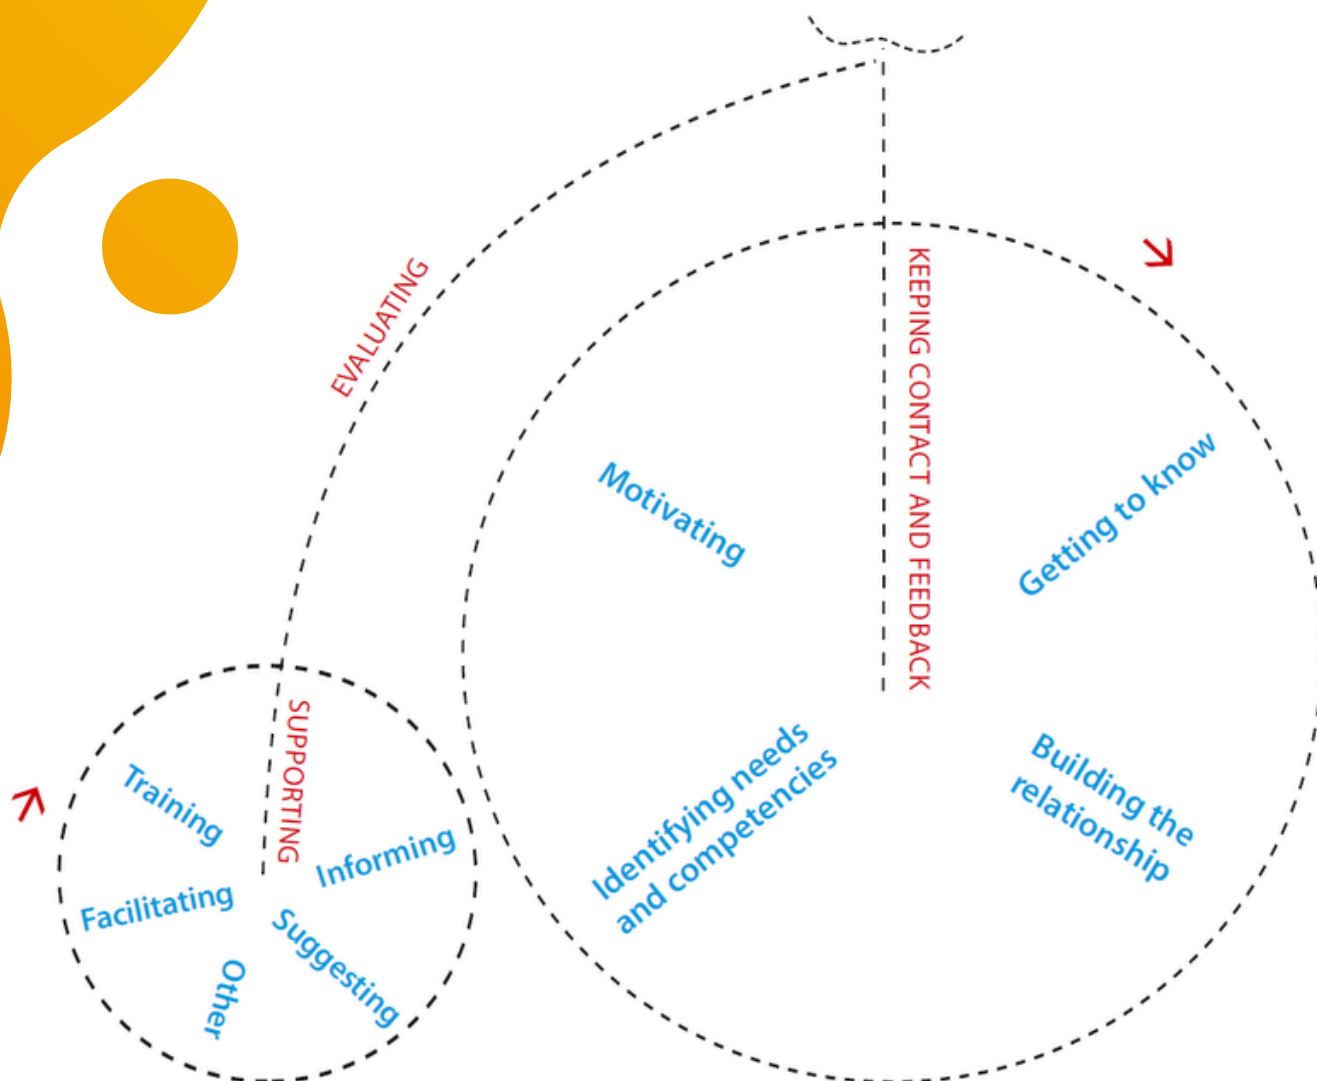 EVALUATING
KEEPING CONTACT AND FEEDBACK
Motivating
Getting to know
Identifying needs
and competencies
Building the
relationship
SUPPORTING
Training
Informing
Facilitating
Suggesting
Other